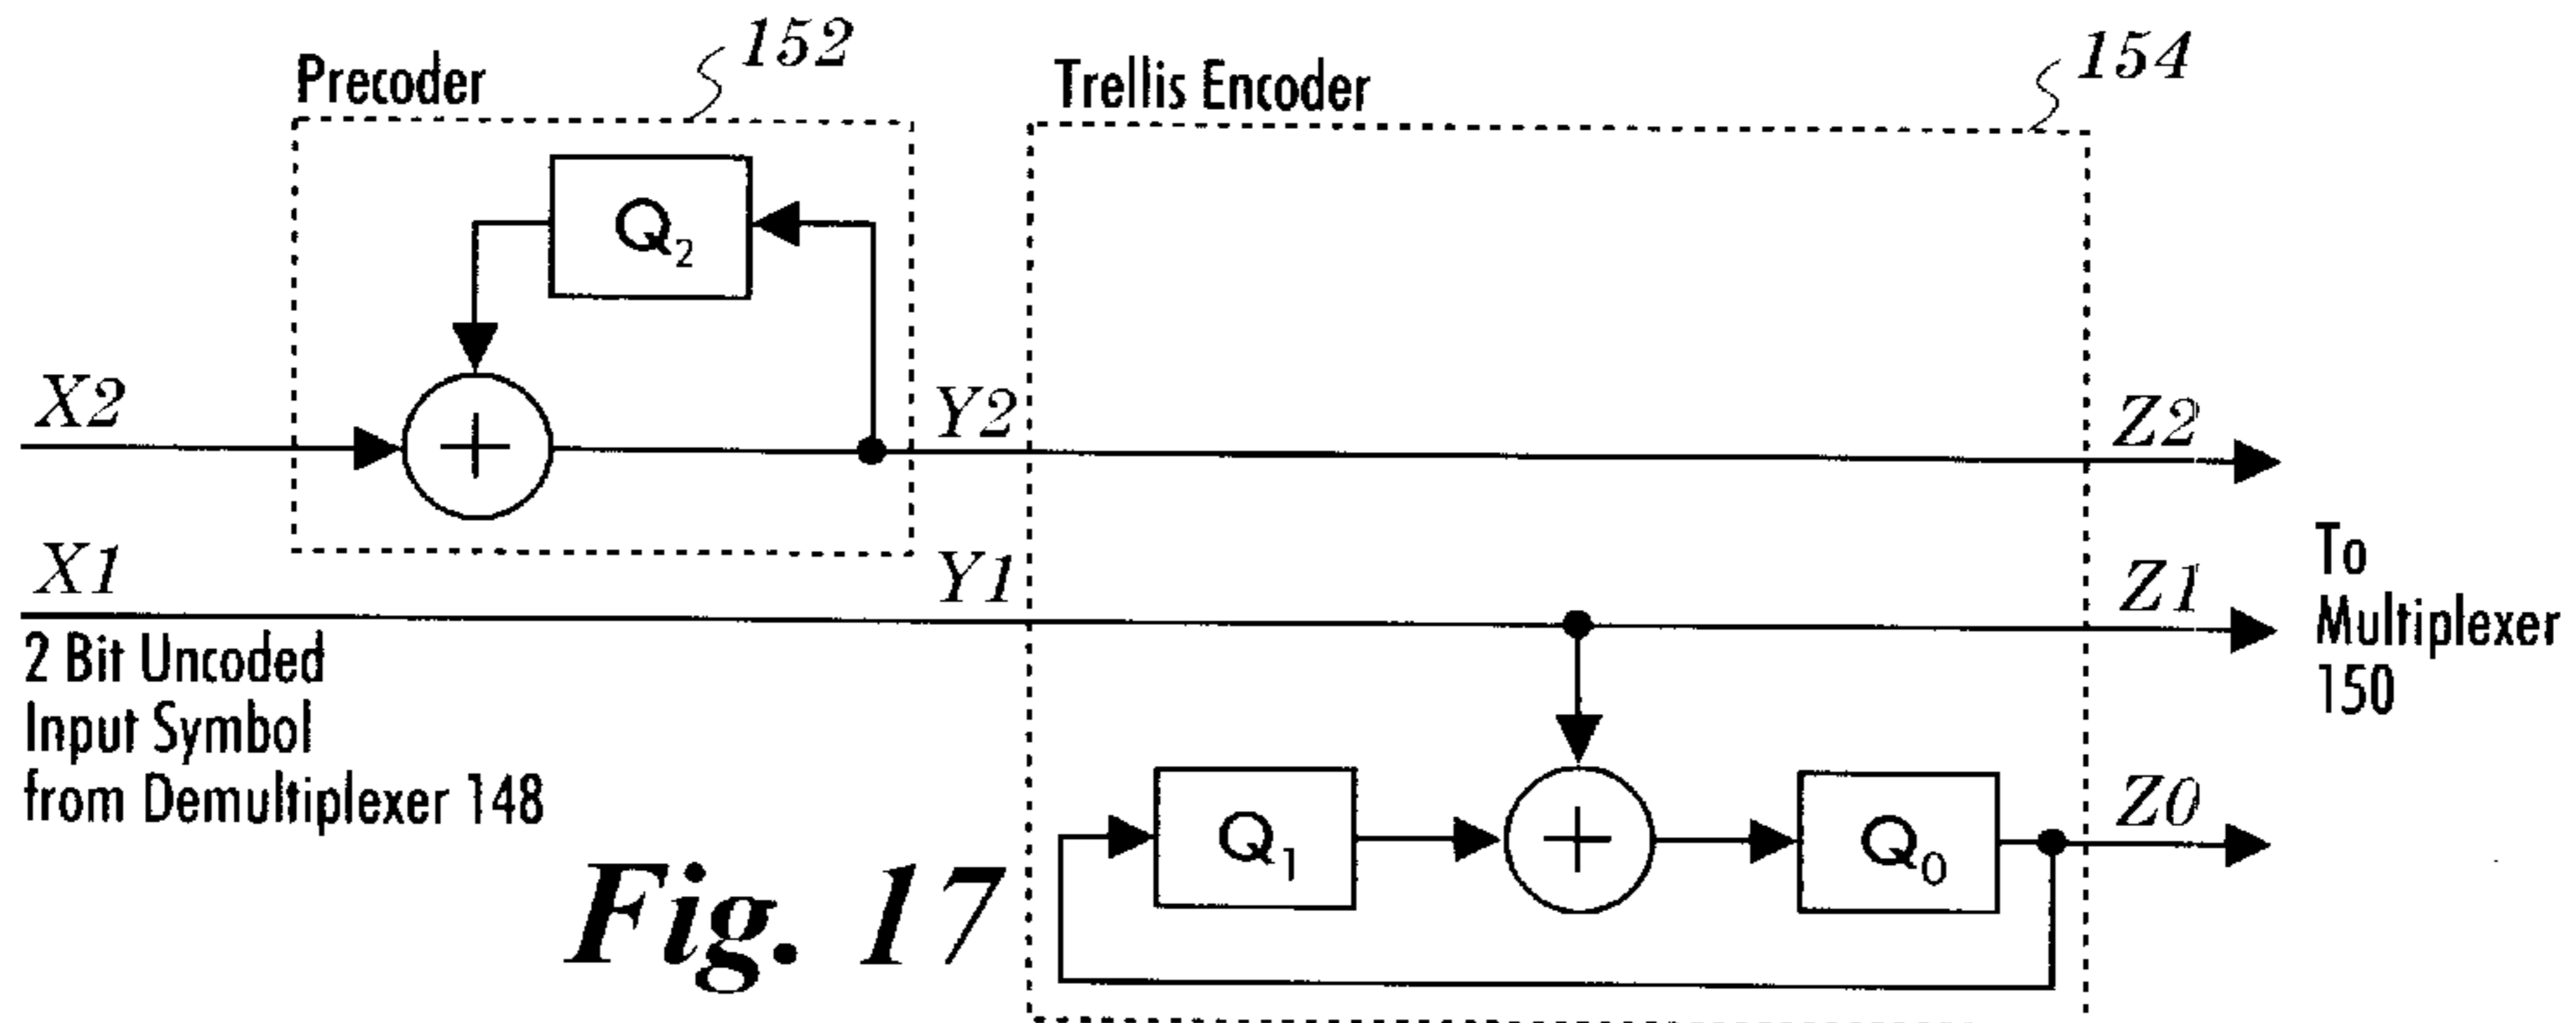 152
Precoder
154
Trellis Encoder
Q2
X2
Y2
Z2
X1
Y1
Z1
2 Bit Uncoded
Input Symbol
from Demultiplexer 148
To
Multiplexer
150
Q1
Q0
Z0
Fig. 17